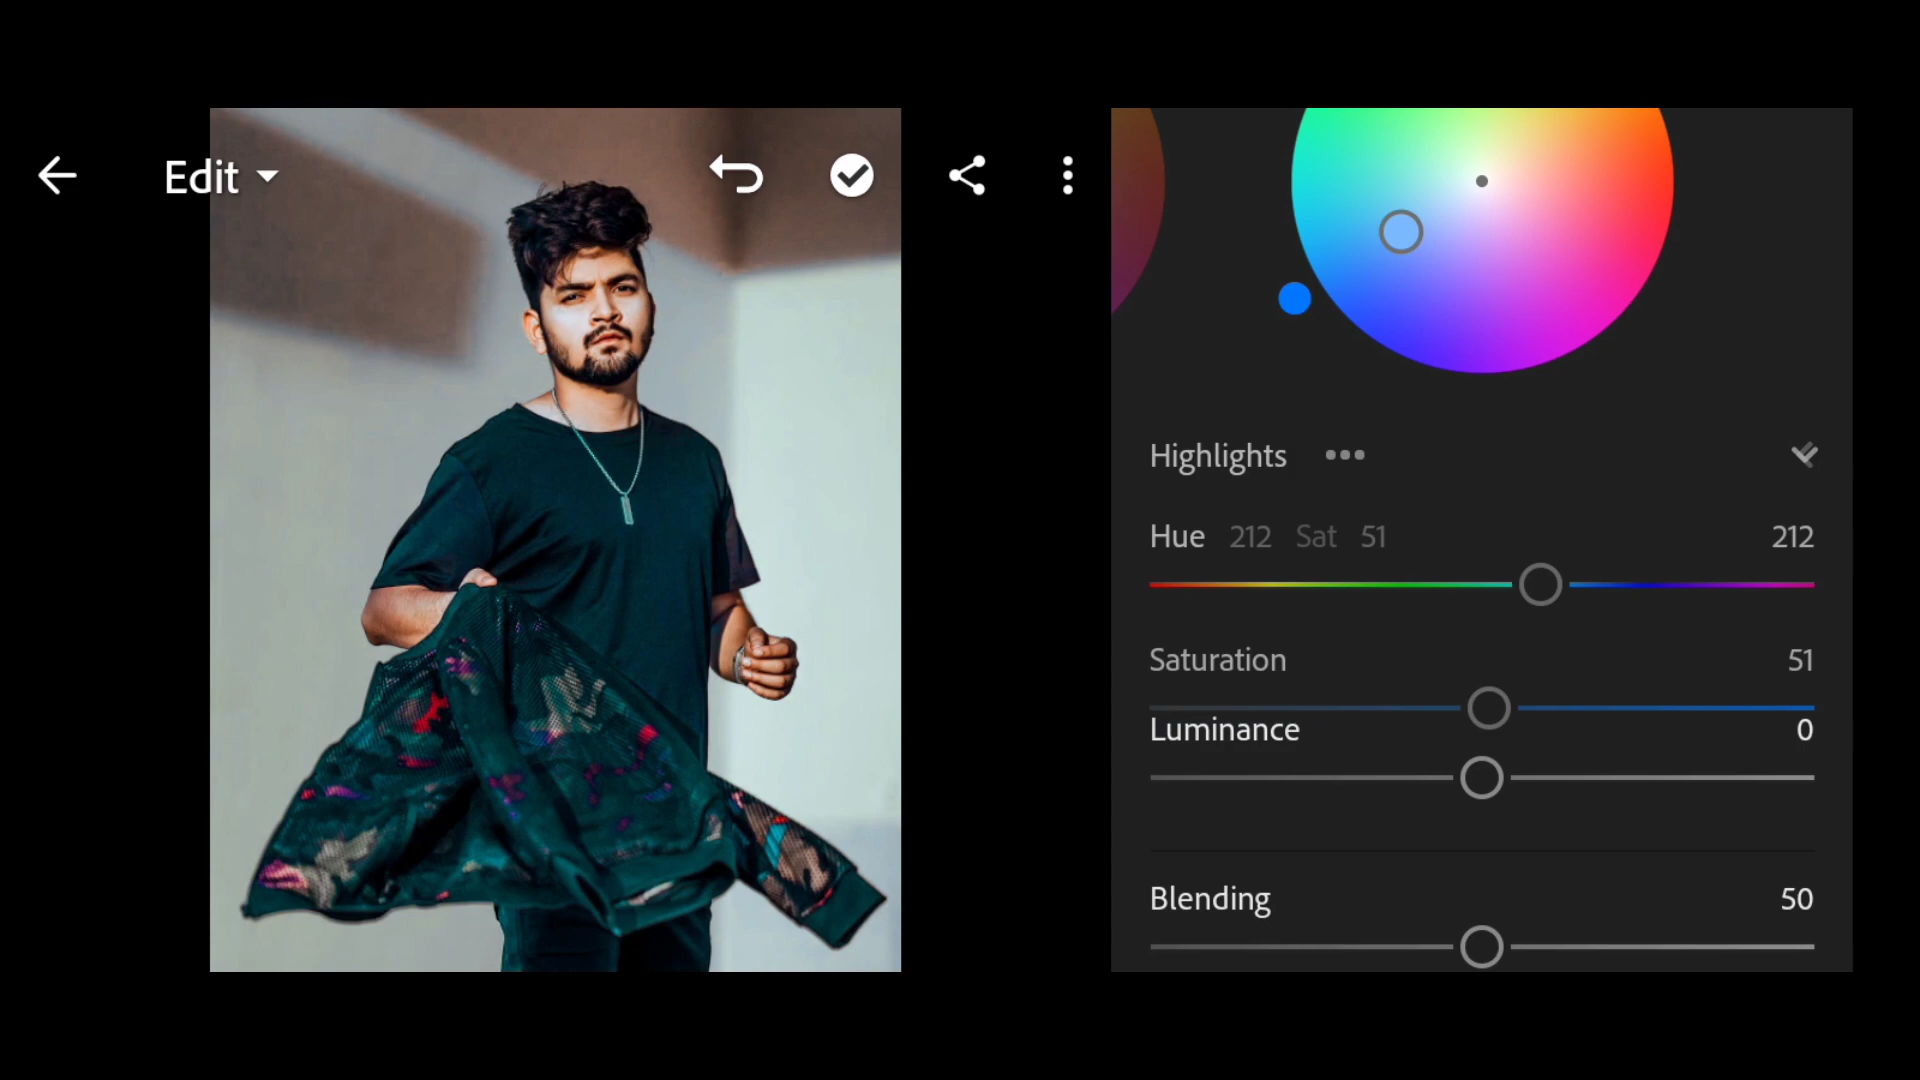 Edit
Highlights
Hue 212 Sat 51 212
Saturation 51
Luminance 0
Blending 50